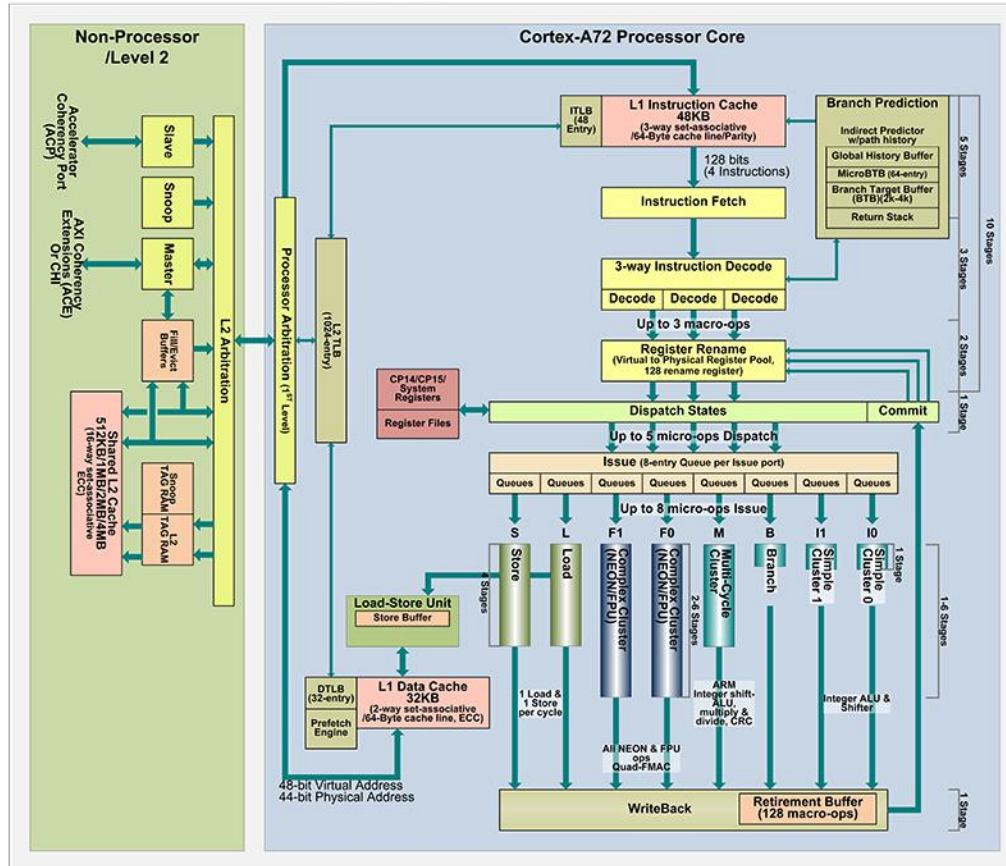 Non-Processor
/Level 2
Accelerator
Coherency Port
(ACP)
Slave
Snoop
AXI Coherency
Extensions (ACE)
Or CHI
Master
Fill/Evict
Buffers
L2 Arbitration
Shared L2 Cache
512KB/1MB/2MB/4MB
(16-way set-associative
ECC)
Snoop
TAG RAM
L2
TAG RAM
Cortex-A72 Processor Core
Processor Arbitration (1ST Level)
L2 TLB
(1024-entry)
ITLB
(48
Entry)
L1 Instruction Cache
48KB
(3-way set-associative
/64-Byte cache line/Parity)
128 bits
(4 Instructions)
Branch Prediction
Indirect Predictor
w/path history
Global History Buffer
MicroBTB (64-entry)
Branch Target Buffer
(BTB)(2k-4k)
Return Stack
5 Stages
Instruction Fetch
10 Stages
3-way Instruction Decode
Decode
Decode
Decode
3 Stages
Up to 3 macro-ops
Register Rename
(Virtual to Physical Register Pool,
128 rename register)
2 Stages
CP14/CP15/
System
Registers
Register Files
Dispatch States
Commit
1 Stage
Up to 5 micro-ops Dispatch
Issue (8-entry Queue per Issue port)
Queues
Queues
Queues
Queues
Queues
Queues
Queues
Queues
Up to 8 micro-ops Issue
S
L
F1
F0
M
B
I1
I0
Store
Load
Complex Cluster
(NEON/FPU)
Complex Cluster
(NEON/FPU)
Multi-Cycle
Cluster
Branch
Simple
Cluster 1
Simple
Cluster 0
1 Stage
4 Stages
2-6 Stages
1-6 Stages
Load-Store Unit
Store Buffer
DTLB
(32-entry)
Prefetch
Engine
L1 Data Cache
32KB
(2-way set-associative
/64-Byte cache line, ECC)
1 Load &
1 Store
per cycle
ARM
Integer shift-
ALU,
multiply &
divide, CRC
Integer ALU &
Shifter
All NEON & FPU
ops
Quad-FMAC
48-bit Virtual Address
44-bit Physical Address
WriteBack
Retirement Buffer
(128 macro-ops)
1
Stage